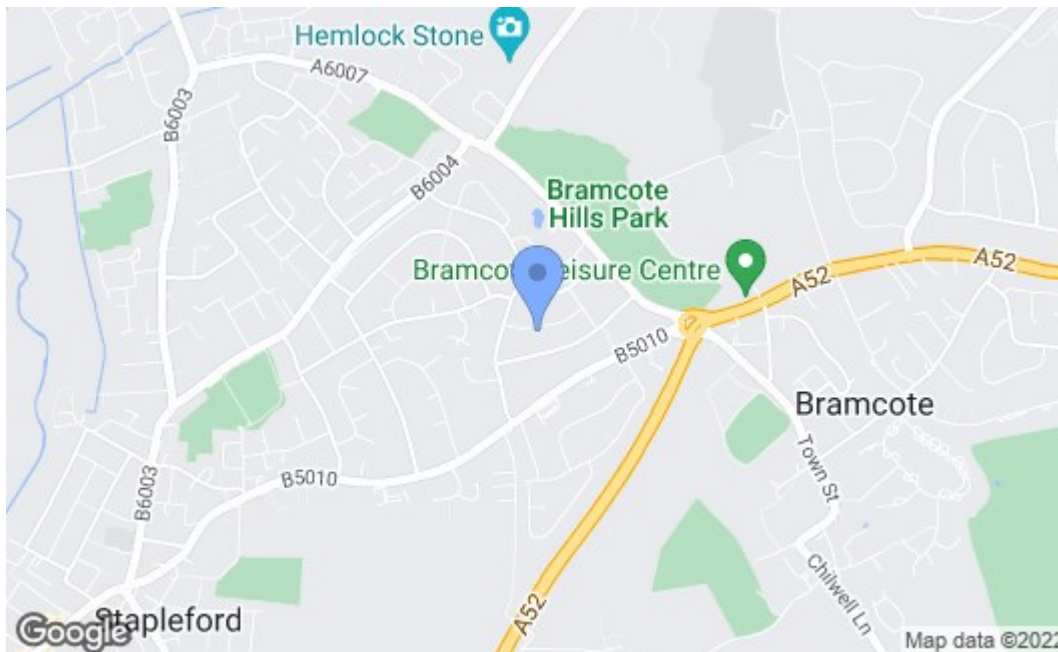 Hemlock Stone
A6007
B6003
B6004
Bramcote
Hills Park
Bramcote Leisure Centre
A52
A52
B5010
Bramcote
Town St
B5010
B6003
Chilwell Ln
A52
Stapleford
Google
Map data ©2022